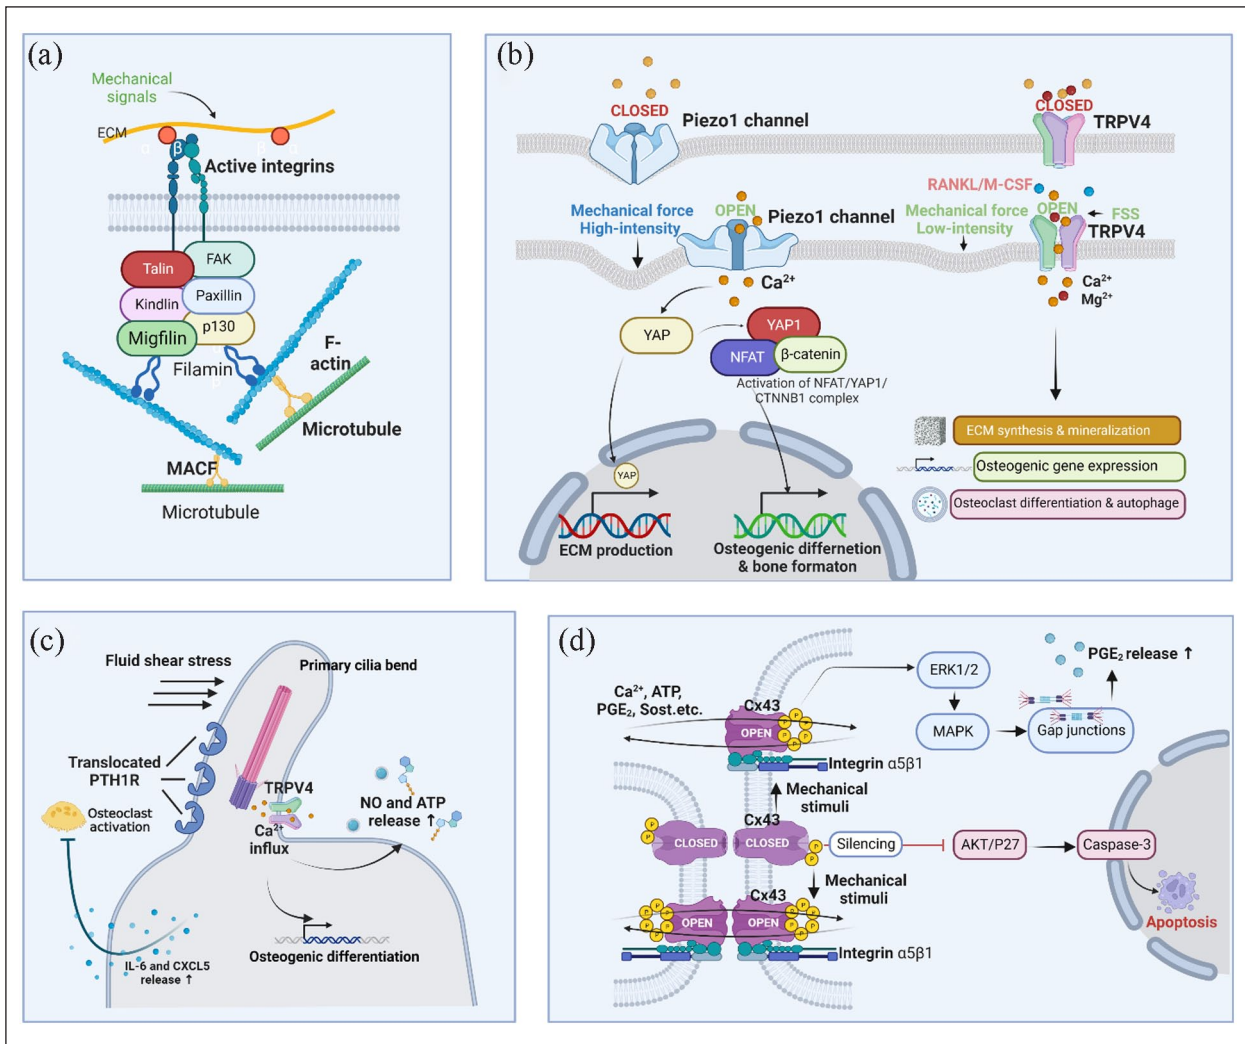 (a)
Mechanical
signals
ECM
α
β
β
α
Active integrins
Talin
FAK
Kindlin
Paxillin
Migfilin
p130
Filamin
F-
actin
Microtubule
MACF
Microtubule
(b)
CLOSED
Piezo1 channel
CLOSED
TRPV4
RANKL/M-CSF
Mechanical force
High-intensity
OPEN
Piezo1 channel
Mechanical force
Low-intensity
OPEN
FSS
TRPV4
Ca²⁺
Ca²⁺
Mg²⁺
YAP
YAP1
NFAT
β-catenin
Activation of NFAT/YAP1/
CTNNB1 complex
YAP
ECM production
Osteogenic differnetion
& bone formaton
ECM synthesis & mineralization
Osteogenic gene expression
Osteoclast differentiation & autophage
(c)
Fluid shear stress
Primary cilia bend
Translocated
PTH1R
Osteoclast
activation
TRPV4
Ca²⁺
influx
NO and ATP
release ↑
IL-6 and CXCL5
release ↑
Osteogenic differentiation
(d)
Ca²⁺, ATP,
PGE₂, Sost.etc.
Cx43
OPEN
P P P P P P
Integrin α5β1
ERK1/2
MAPK
Gap junctions
PGE₂ release ↑
Mechanical
stimuli
Cx43
CLOSED
CLOSED
P P
P P
Silencing
AKT/P27
Caspase-3
Mechanical
stimuli
Apoptosis
Cx43
OPEN
OPEN
P P P P P P
P P P P P P
Integrin α5β1